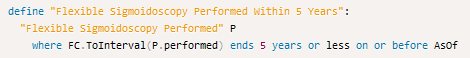 define "Flexible Sigmoidoscopy Performed Within 5 Years":
"Flexible Sigmoidoscopy Performed" P
where FC.ToInterval(P.performed) ends 5 years or less on or before AsOf